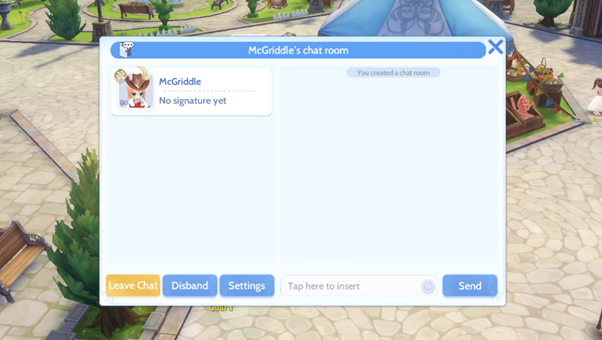 McGriddle's chat room
You created a chat room
McGriddle
No signature yet
Leave Chat
Disband
Settings
Tap here to insert
Send
Guard